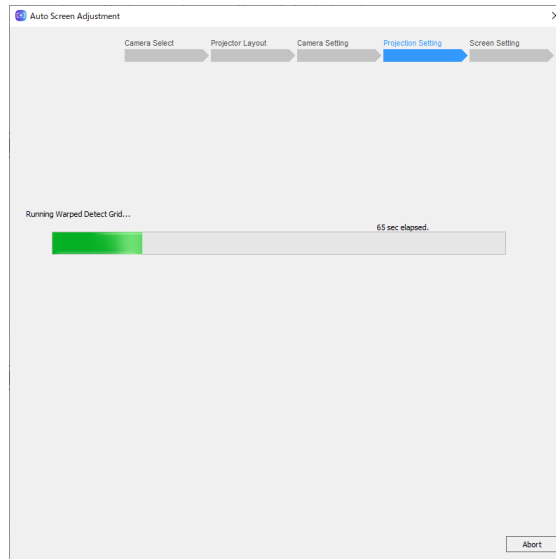 Auto Screen Adjustment
Camera Select
Projector Layout
Camera Setting
Projection Setting
Screen Setting
Running Warped Detect Grid...
65 sec elapsed.
Abort